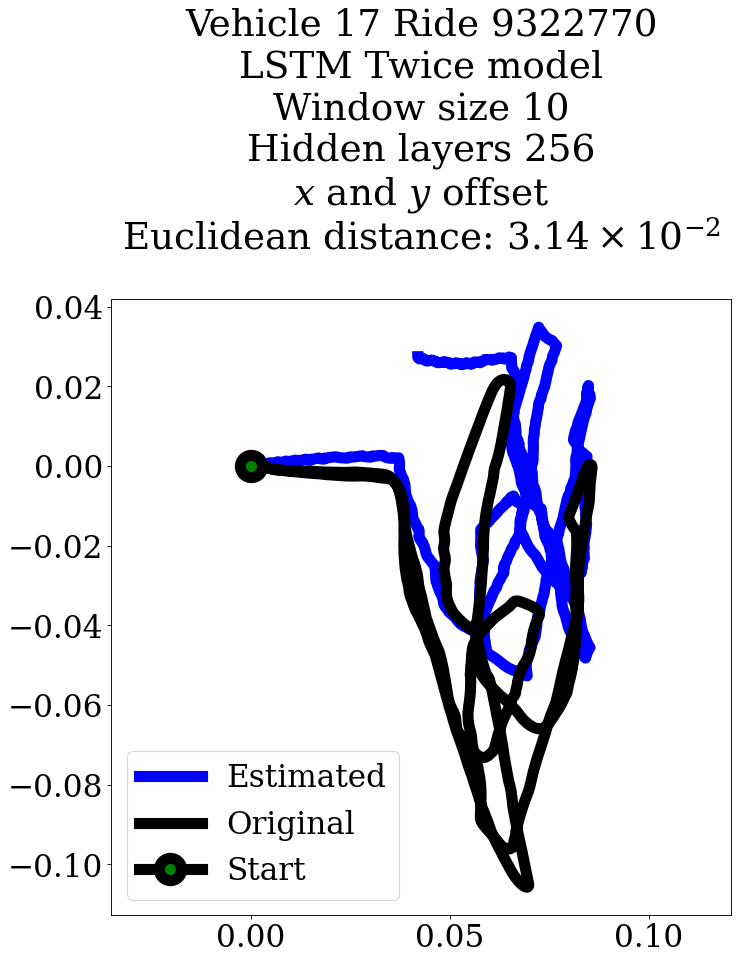 Vehicle 17 Ride 9322770
LSTM Twice model
Window size 10
Hidden layers 256
x and y offset
Euclidean distance: 3.14 × 10⁻²
0.04
0.02
0.00
−0.02
−0.04
−0.06
−0.08
−0.10
Estimated
Original
Start
0.00 0.05 0.10